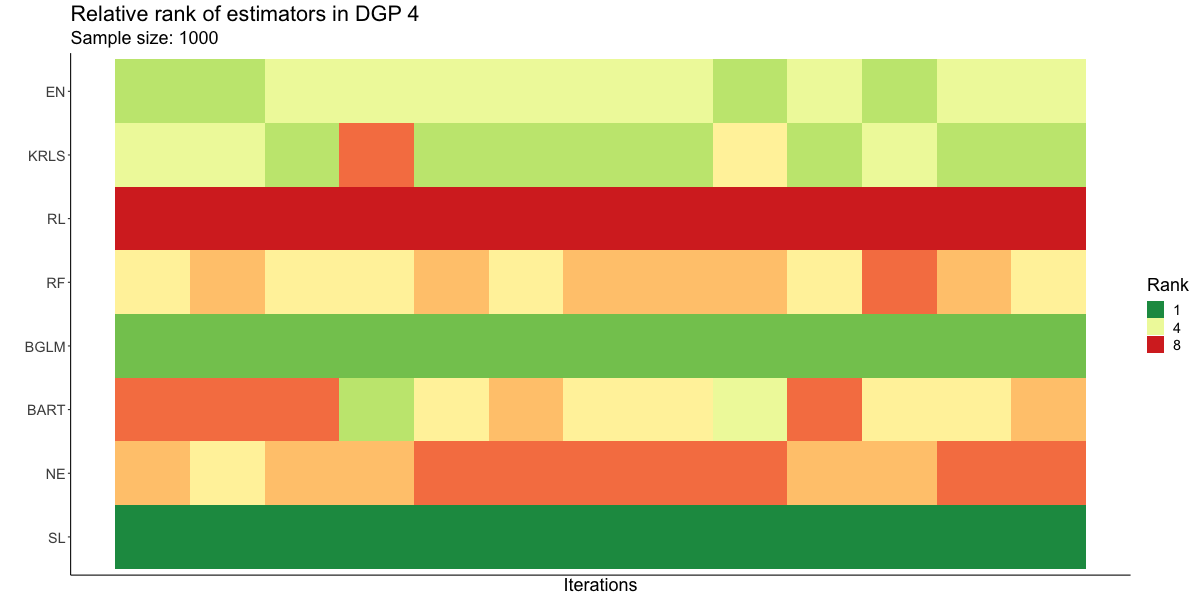 Relative rank of estimators in DGP 4
Sample size: 1000
EN
KRLS
RL
RF
BGLM
BART
NE
SL
Iterations
Rank
1
4
8